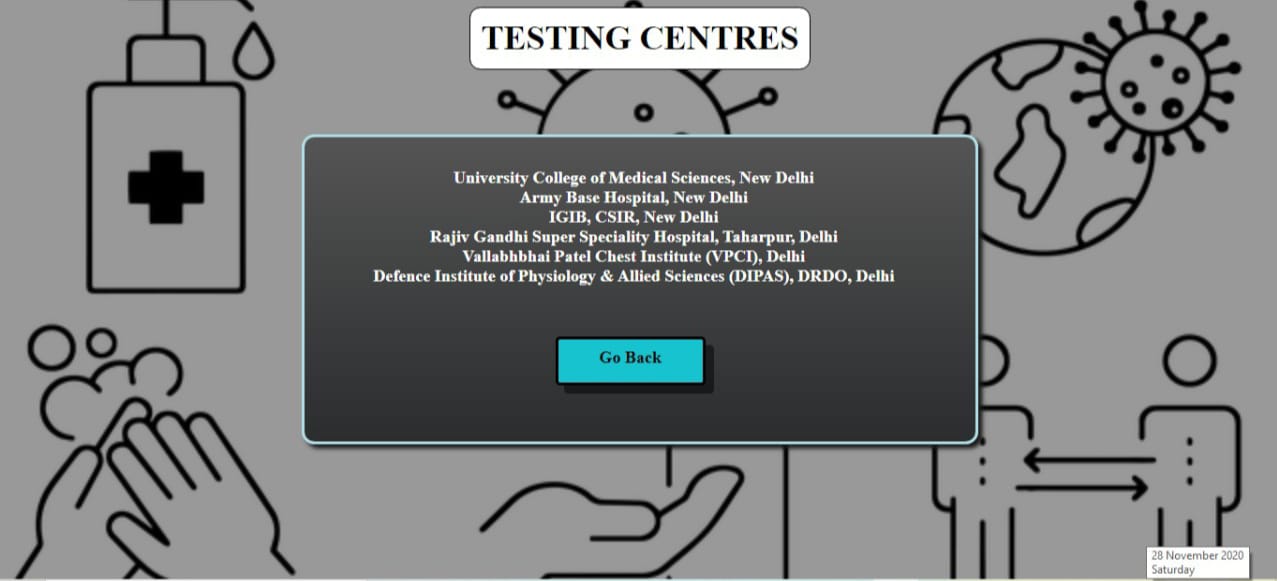 TESTING CENTRES
University College of Medical Sciences, New Delhi
Army Base Hospital, New Delhi
IGIB, CSIR, New Delhi
Rajiv Gandhi Super Speciality Hospital, Taharpur, Delhi
Vallabhbhai Patel Chest Institute (VPCI), Delhi
Defence Institute of Physiology & Allied Sciences (DIPAS), DRDO, Delhi
Go Back
28 November 2020
Saturday